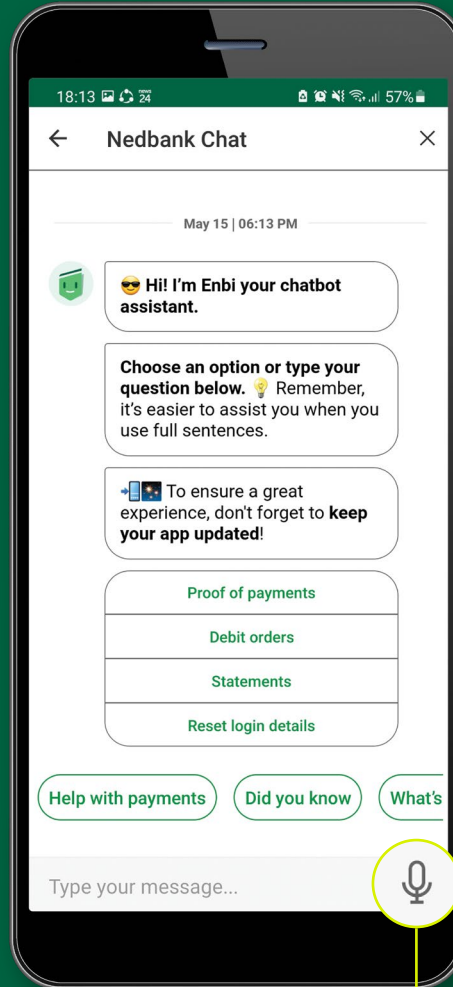 18:13 news 24 57%
Nedbank Chat
May 15 | 06:13 PM
Hi! I'm Enbi your chatbot
assistant.
Choose an option or type your
question below. Remember,
it's easier to assist you when you
use full sentences.
To ensure a great
experience, don't forget to keep
your app updated!
Proof of payments
Debit orders
Statements
Reset login details
Help with payments Did you know What's
Type your message...